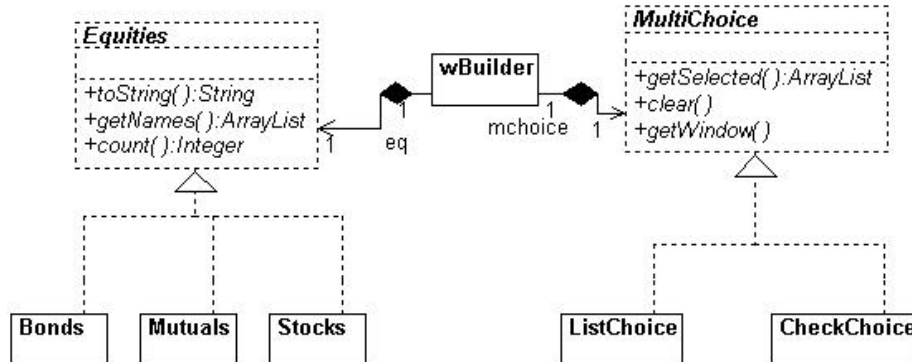 Equities
+toString():String
+getNames():ArrayList
+count():Integer
wBuilder
1
1
eq
1
mchoice
1
MultiChoice
+getSelected():ArrayList
+clear()
+getWindow()
Bonds
Mutuals
Stocks
ListChoice
CheckChoice